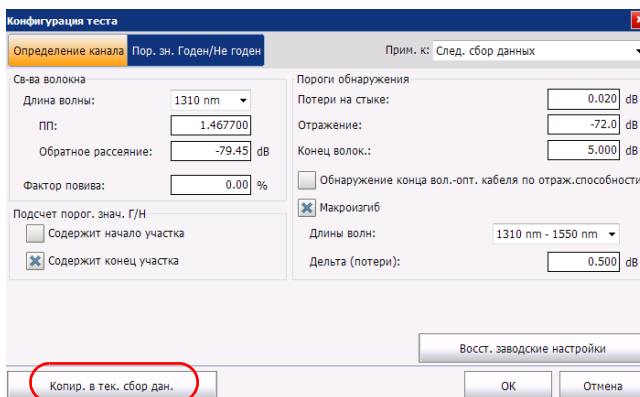 Конфигурация теста
Определение канала Пор. зн. Годен/Не годен Прим. к: След. сбор данных
Св-ва волокна
Длина волны: 1310 nm
ПП: 1.467700
Обратное рассеяние: -79.45 dB
Фактор повива: 0.00 %
Подсчет порог. знач. Г/Н
Содержит начало участка
Содержит конец участка
Пороги обнаружения
Потери на стыке: 0.020 dB
Отражение: -72.0 dB
Конец волок.: 5.000 dB
Обнаружение конца вол.-опт. кабеля по отраж.способности
Макроизгиб
Длины волн: 1310 nm - 1550 nm
Дельта (потери): 0.500 dB
Восст. заводские настройки
Копир. в тек. сбор дан. OK Отмена